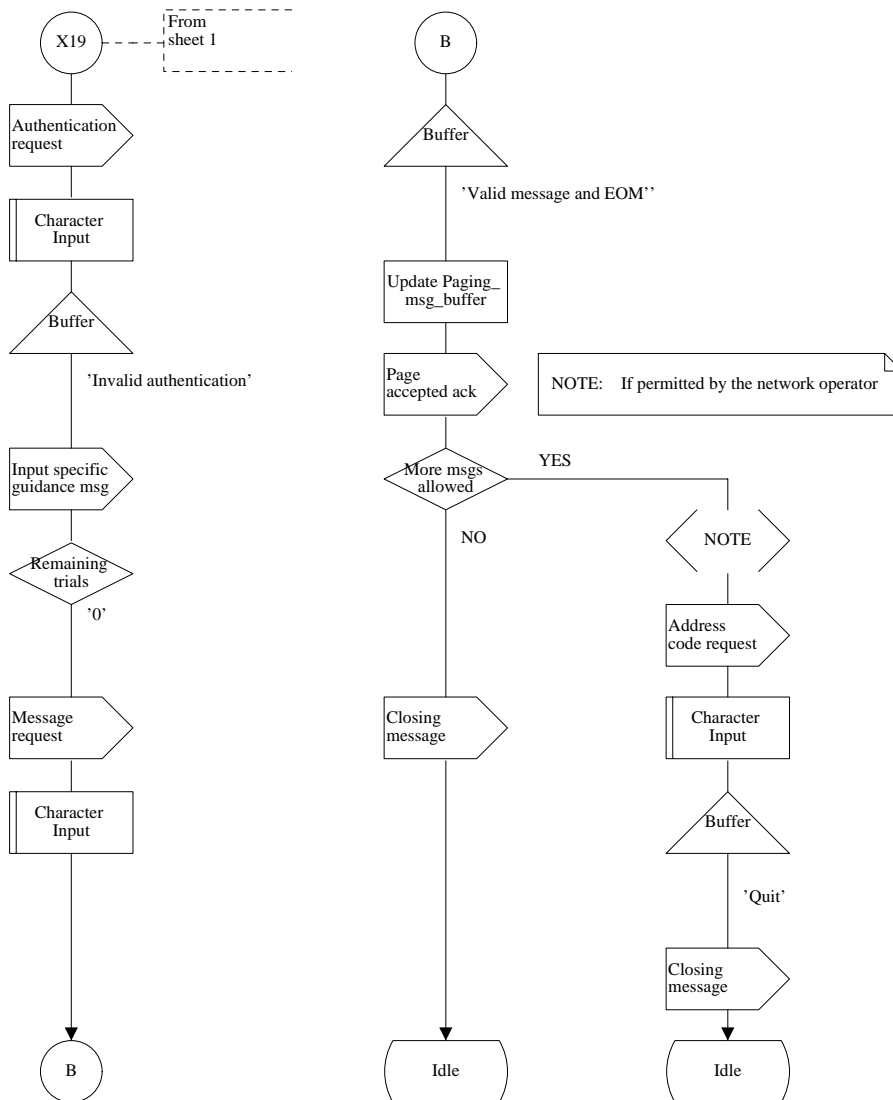 X19
From
sheet 1
Authentication
request
Character
Input
Buffer
'Invalid authentication'
Input specific
guidance msg
Remaining
trials
'0'
Message
request
Character
Input
B
B
Buffer
'Valid message and EOM''
Update Paging_
msg_buffer
Page
accepted ack
NOTE: If permitted by the network operator
More msgs
allowed
YES
NO
Closing
message
Idle
NOTE
Address
code request
Character
Input
Buffer
'Quit'
Closing
message
Idle